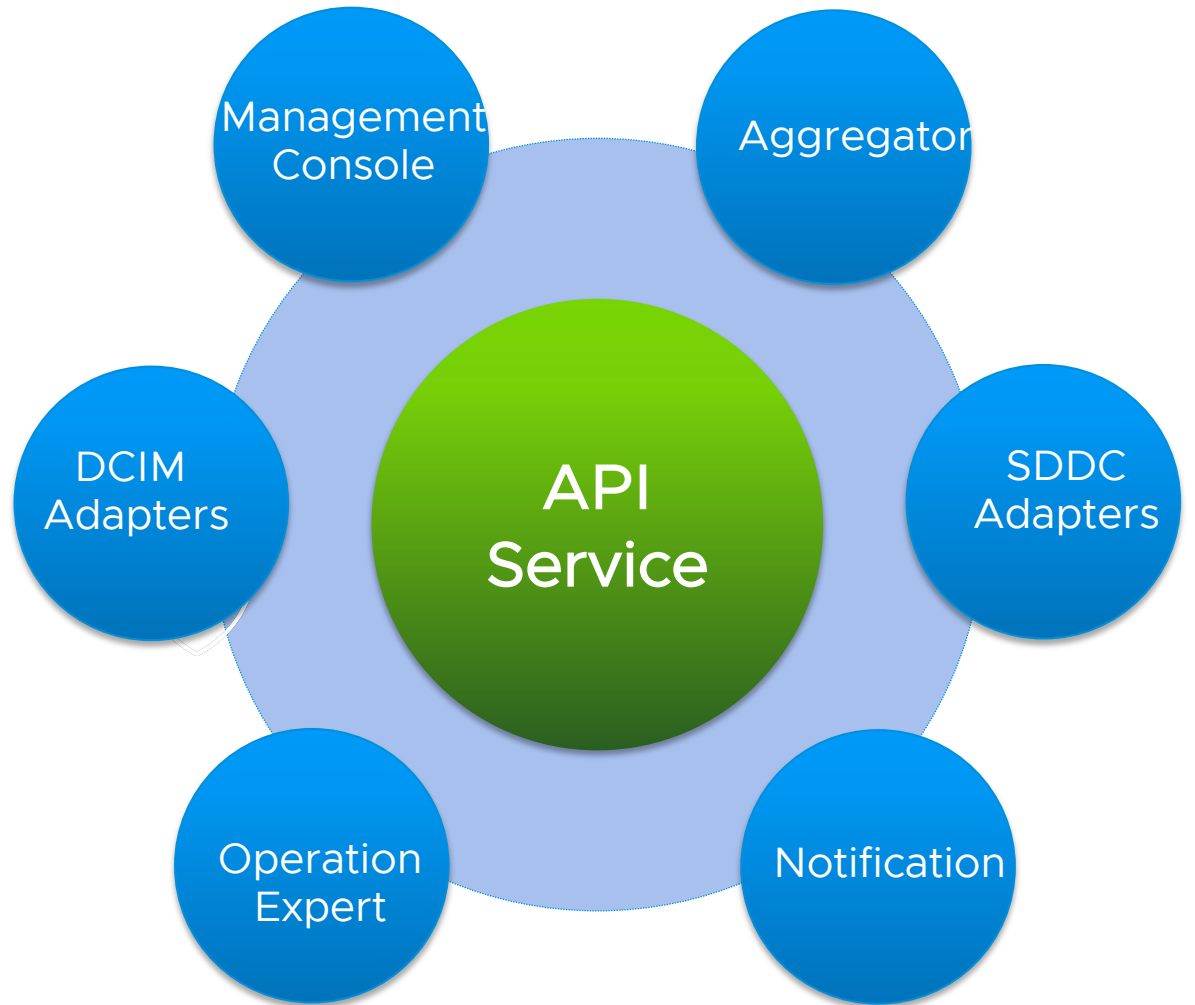 Management
Console
Aggregator
DCIM
Adapters
API
Service
SDDC
Adapters
Operation
Expert
Notification